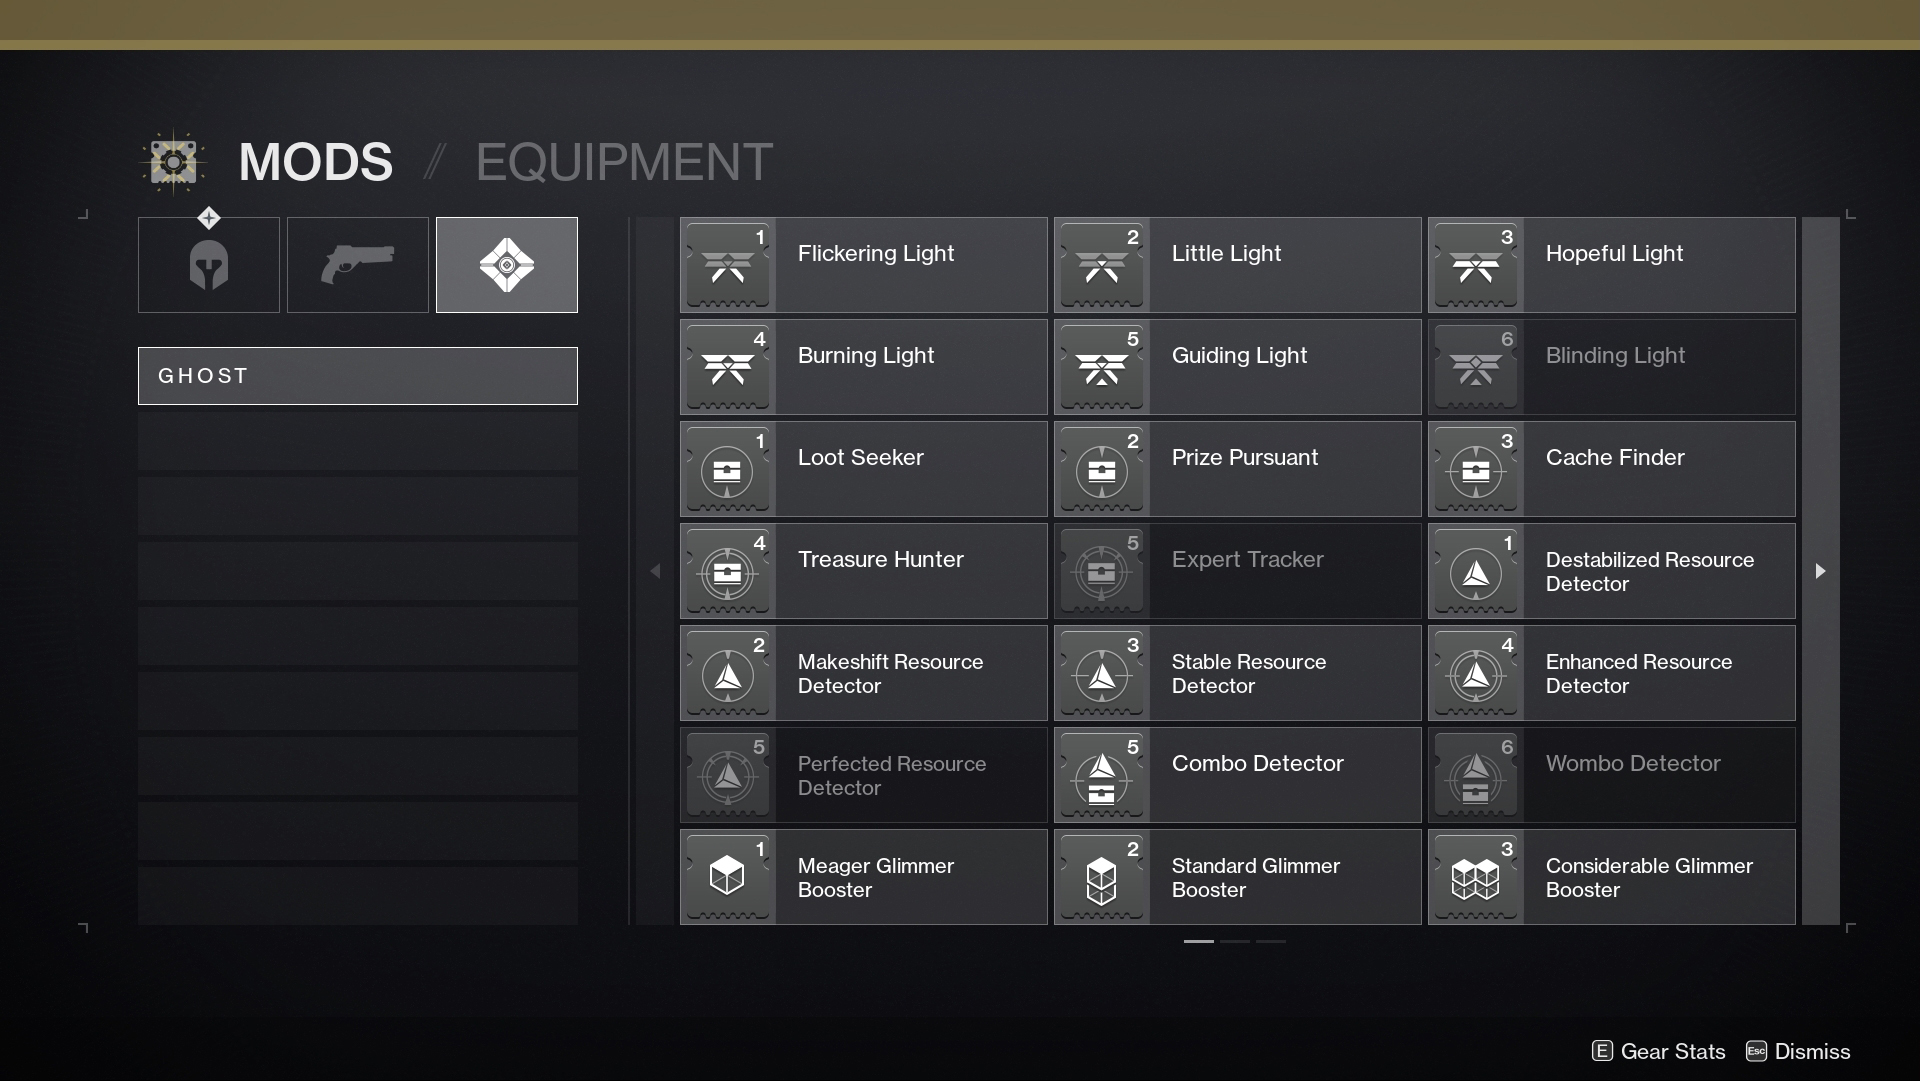 MODS // EQUIPMENT
GHOST
1 Flickering Light
2 Little Light
3 Hopeful Light
4 Burning Light
5 Guiding Light
6 Blinding Light
1 Loot Seeker
2 Prize Pursuant
3 Cache Finder
4 Treasure Hunter
5 Expert Tracker
1 Destabilized Resource
Detector
2 Makeshift Resource
Detector
3 Stable Resource
Detector
4 Enhanced Resource
Detector
5 Perfected Resource
Detector
5 Combo Detector
6 Wombo Detector
1 Meager Glimmer
Booster
2 Standard Glimmer
Booster
3 Considerable Glimmer
Booster
E Gear Stats Esc Dismiss